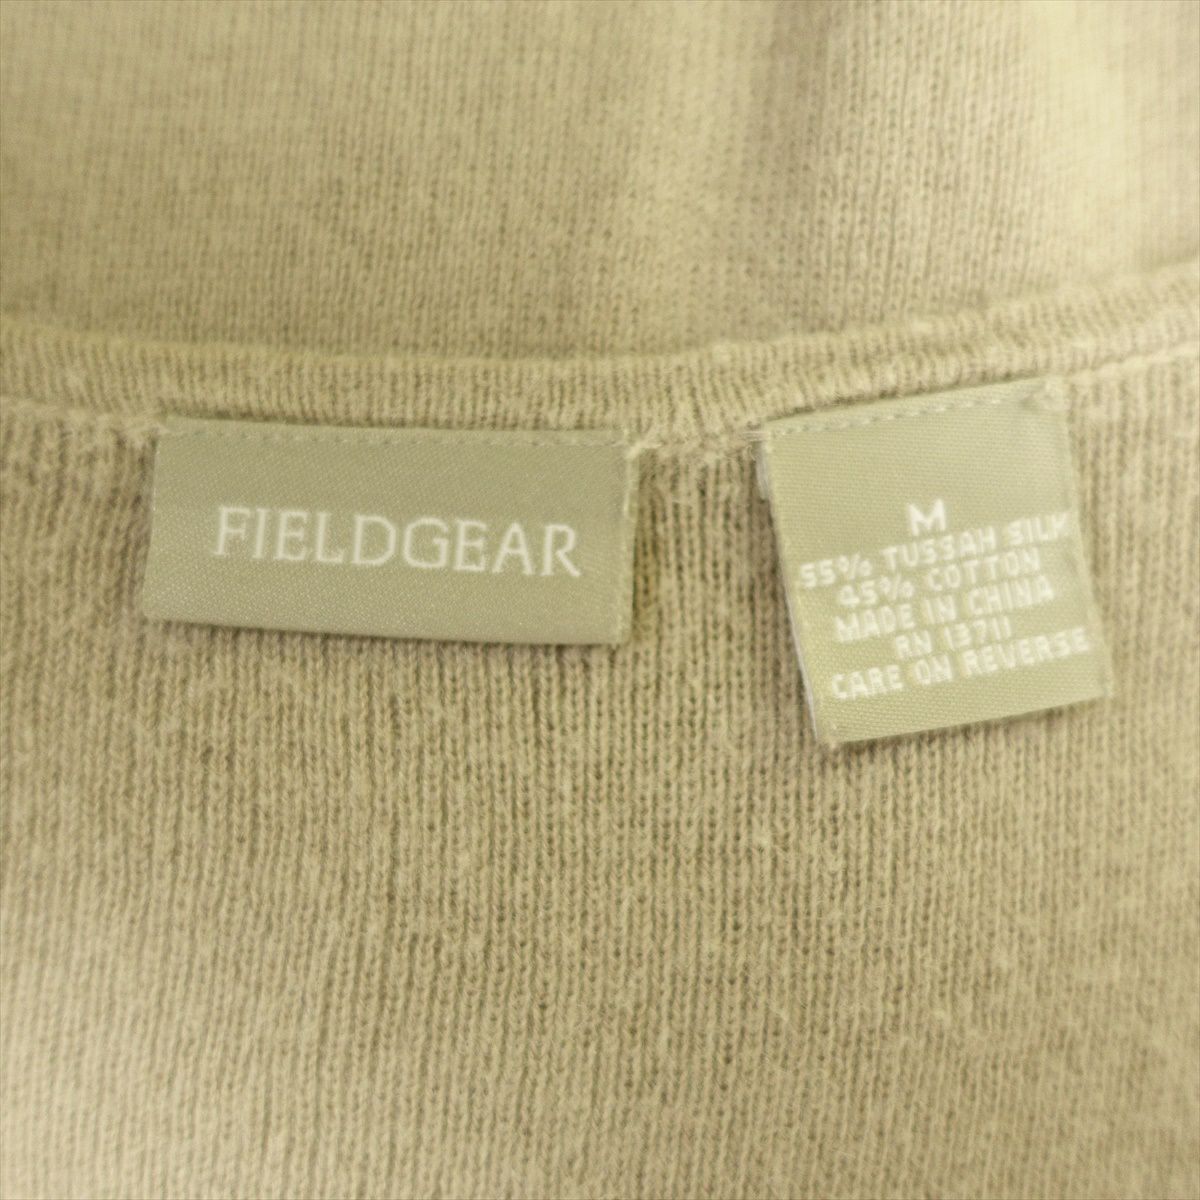 FIELDGEAR
M
55% TUSSAH SILK
45% COTTON
MADE IN CHINA
RN 13711
CARE ON REVERSE